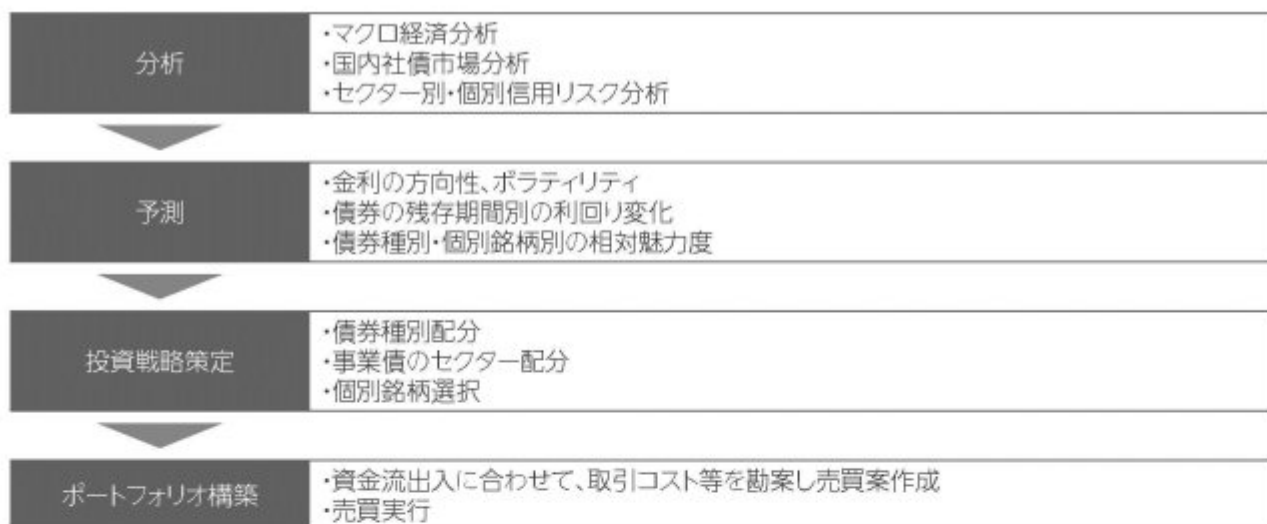 分析
・マクロ経済分析
・国内社債市場分析
・セクター別・個別信用リスク分析
予測
・金利の方向性、ボラティリティ
・債券の残存期間別の利回り変化
・債券種別・個別銘柄別の相対魅力度
投資戦略策定
・債券種別配分
・事業債のセクター配分
・個別銘柄選択
ポートフォリオ構築
・資金流出入に合わせて、取引コスト等を勘案し売買案作成
・売買実行